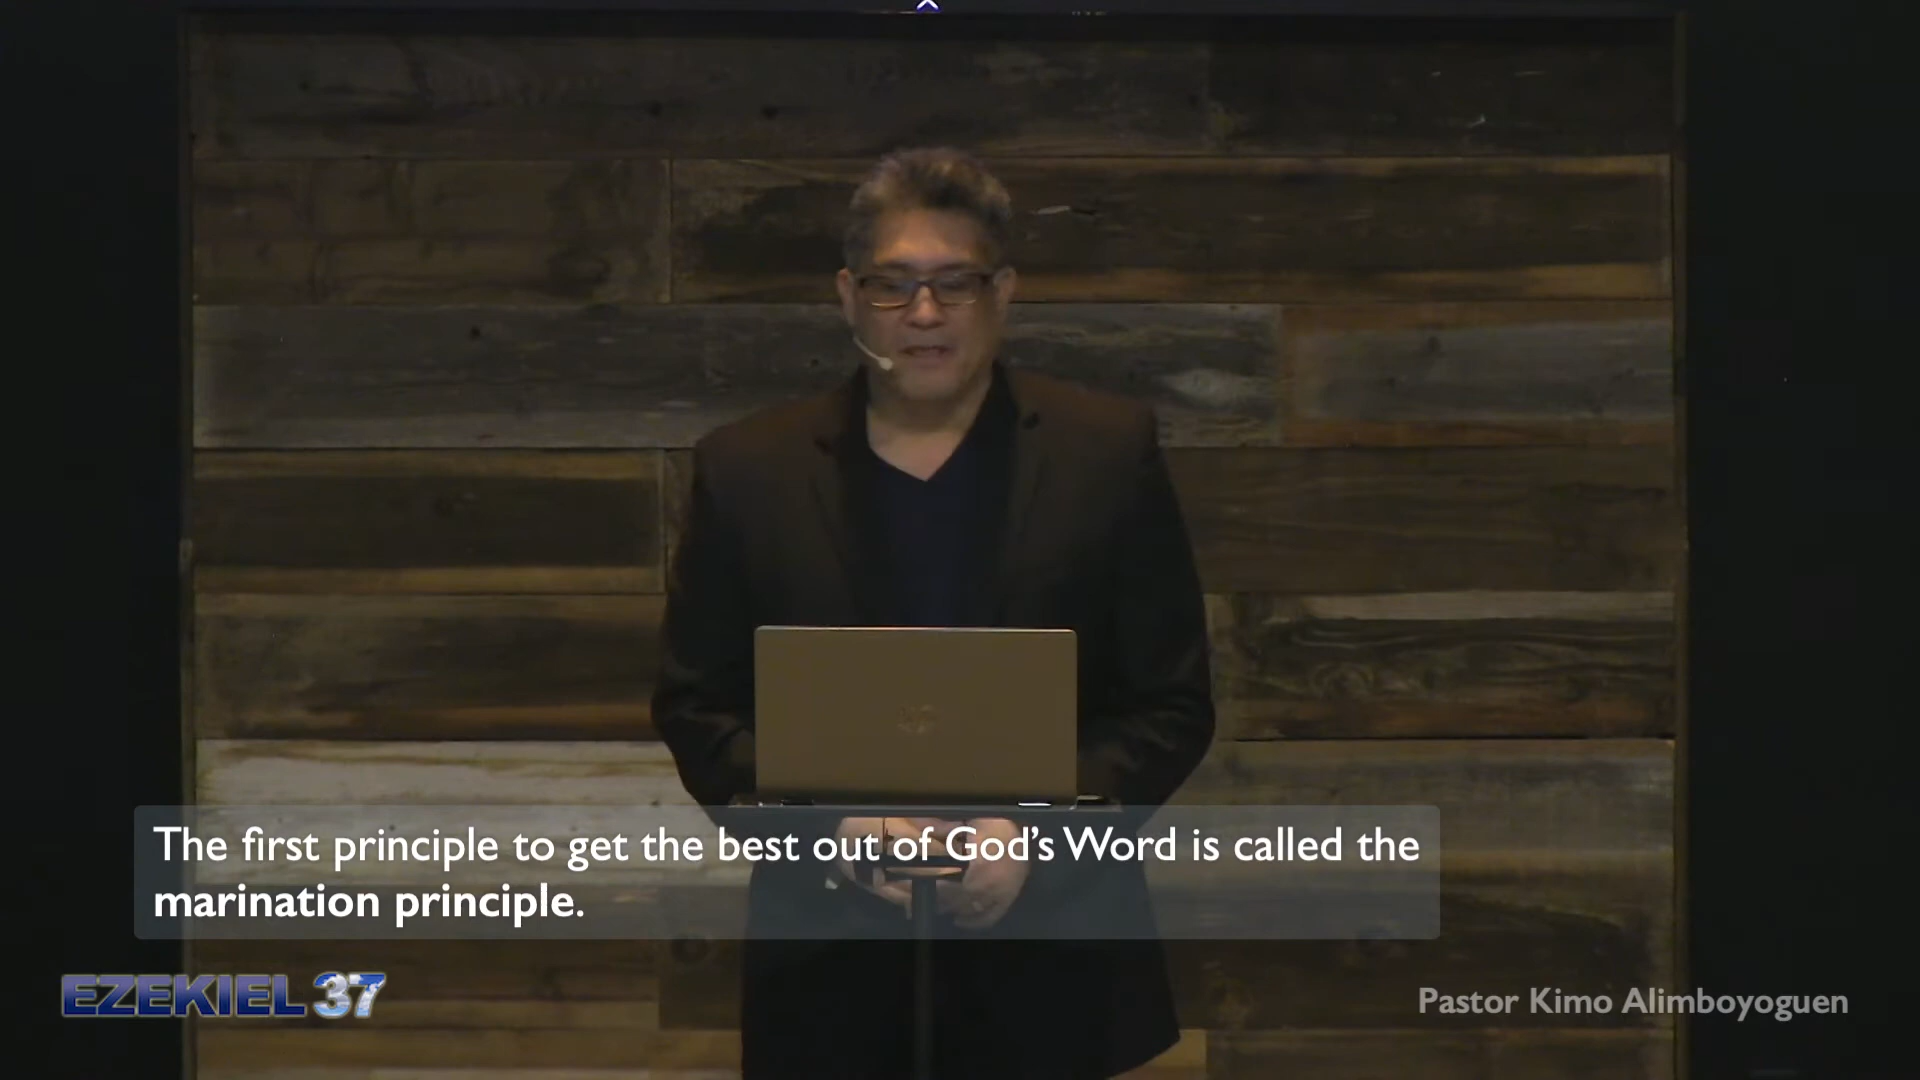 The first principle to get the best out of God's Word is called the
marination principle.
EZEKIEL 37
Pastor Kimo Alimboyoguen